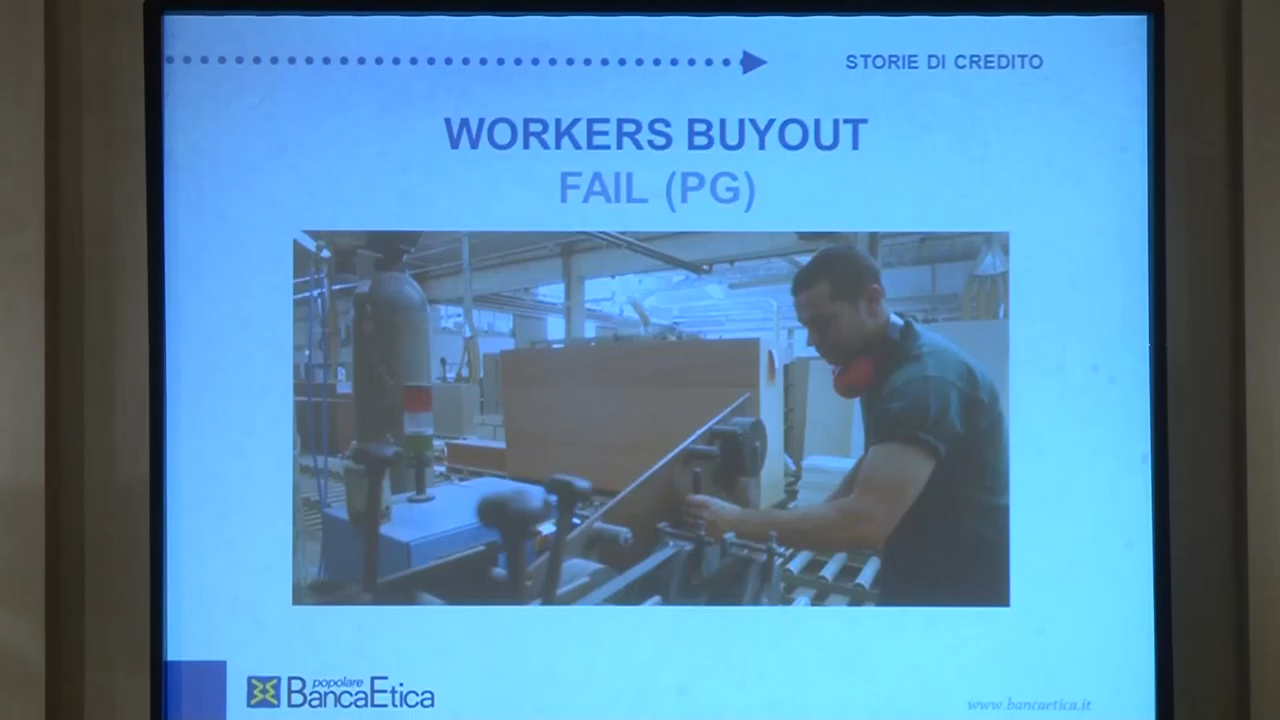 STORIE DI CREDITO
WORKERS BUYOUT
FAIL (PG)
popolare
BancaEtica
www.bancaetica.it